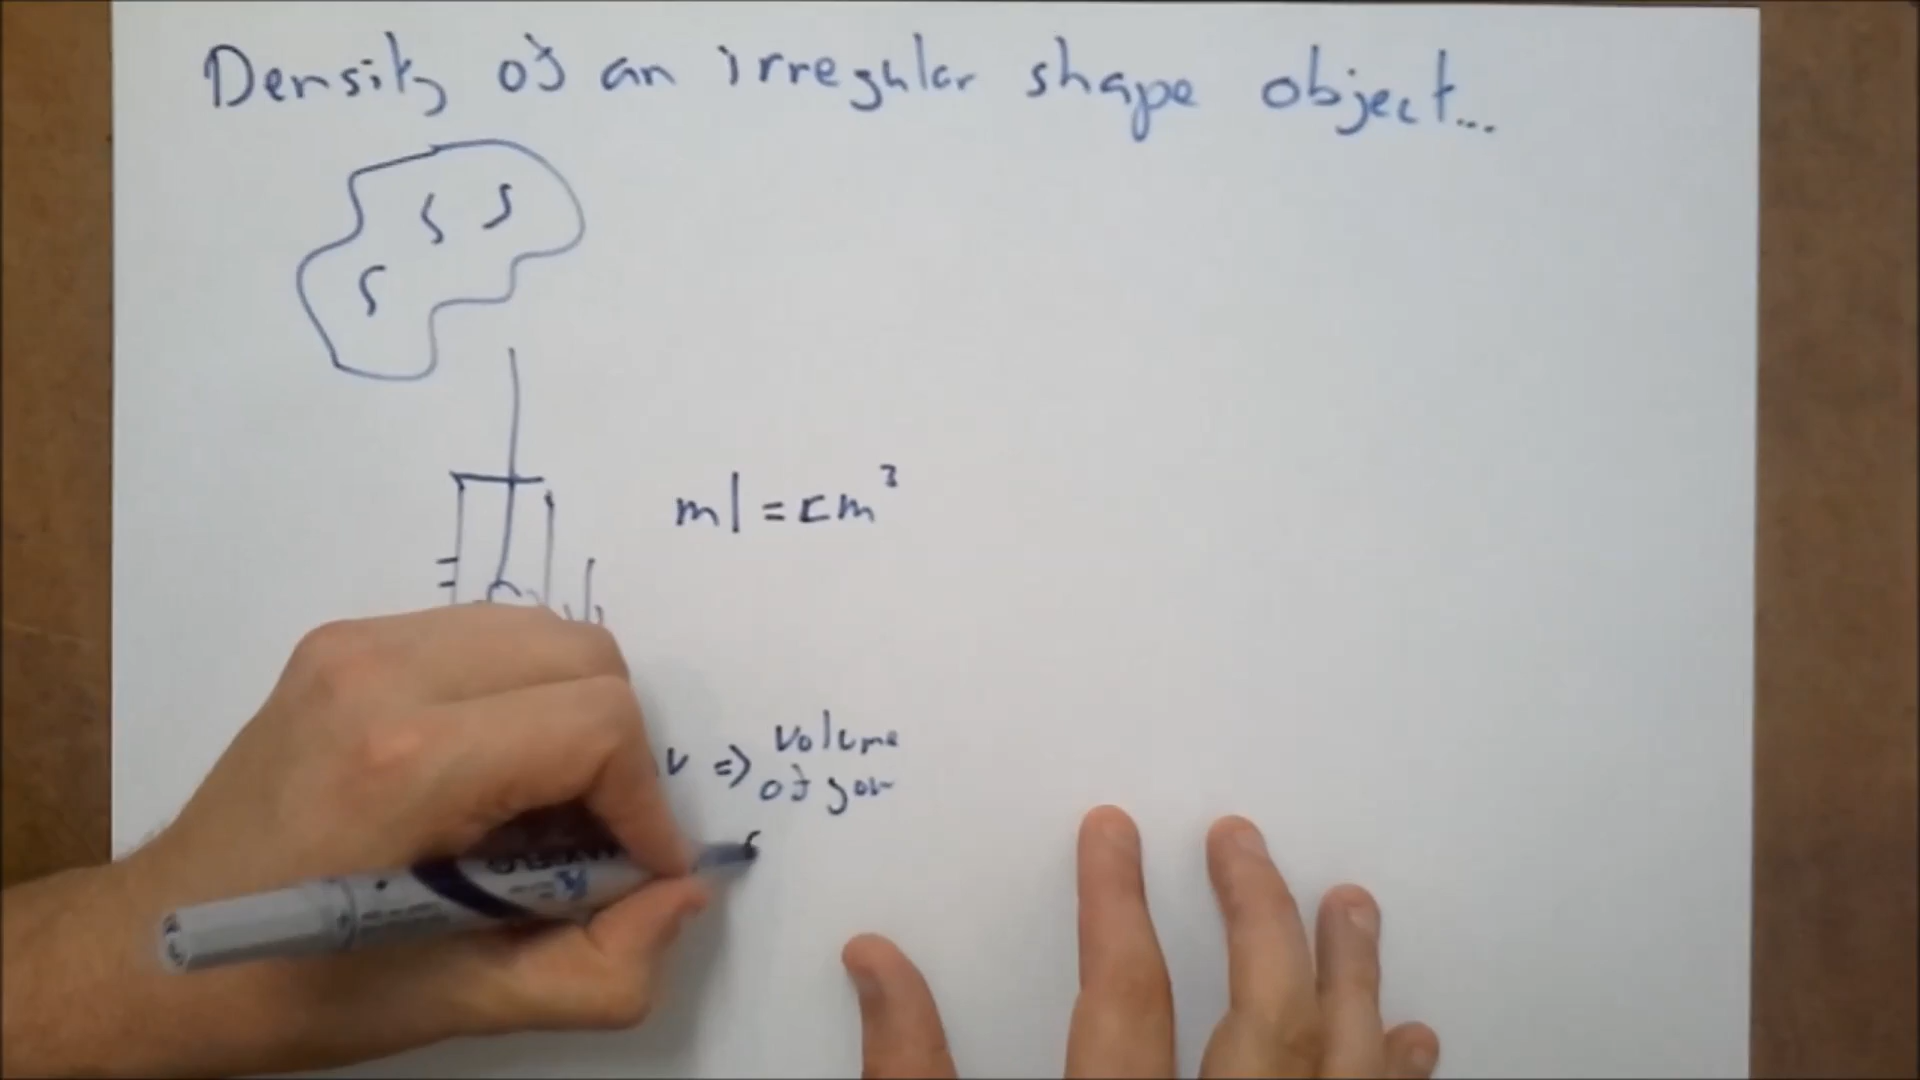 Density of an irregular shape object...
ml = cm³
V => volume
of your